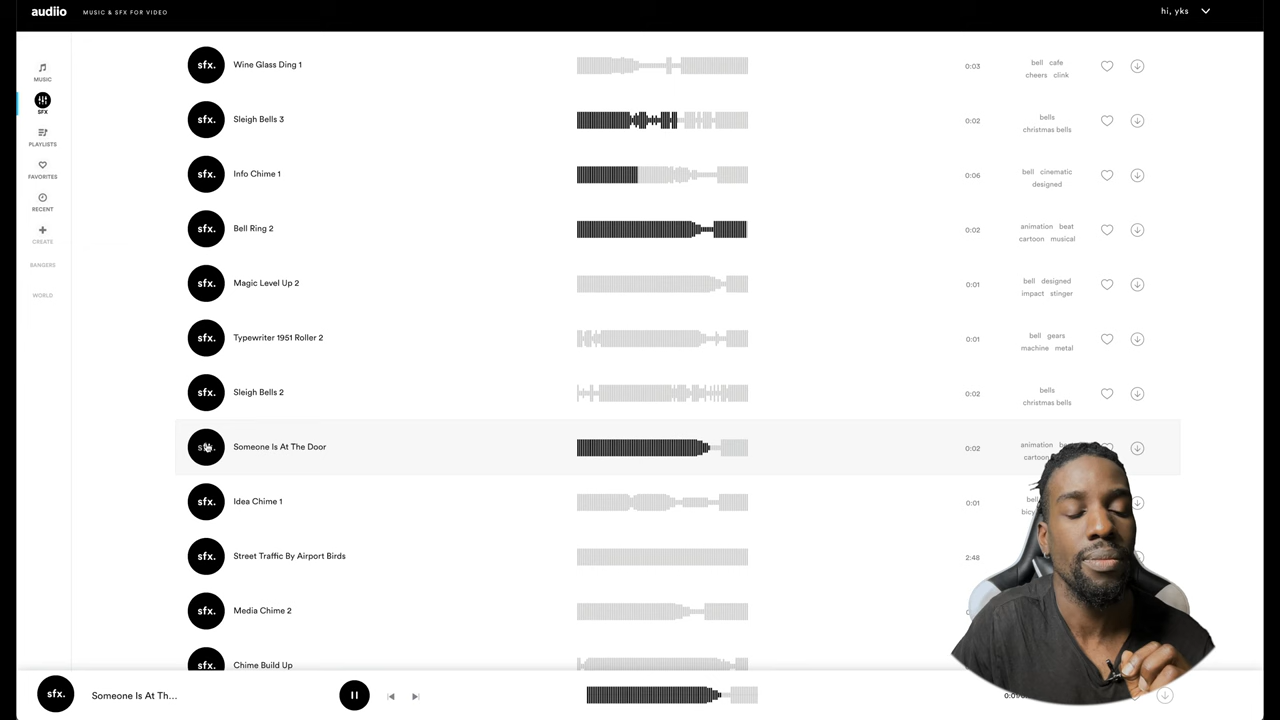 audiio MUSIC & SFX FOR VIDEO hi, yks
MUSIC
SFX
PLAYLISTS
FAVORITES
RECENT
CREATE
BANGERS
WORLD
sfx. Wine Glass Ding 1 0:03 bell cafe
cheers clink
sfx. Sleigh Bells 3 0:02 bells
christmas bells
sfx. Info Chime 1 0:06 bell cinematic
designed
sfx. Bell Ring 2 0:02 animation beat
cartoon musical
sfx. Magic Level Up 2 0:01 bell designed
impact stinger
sfx. Typewriter 1951 Roller 2 0:01 bell gears
machine metal
sfx. Sleigh Bells 2 0:02 bells
christmas bells
Someone Is At The Door 0:02 animation
cartoon
sfx. Idea Chime 1 0:01
sfx. Street Traffic By Airport Birds 2:48
sfx. Media Chime 2
sfx. Chime Build Up
sfx. Someone Is At Th...